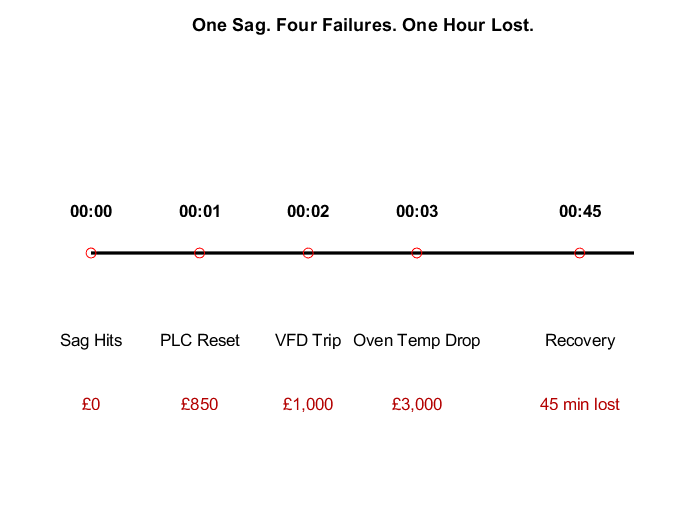 One Sag. Four Failures. One Hour Lost.
00:00 00:01 00:02 00:03 00:45
Sag Hits PLC Reset VFD Trip Oven Temp Drop Recovery
£0 £850 £1,000 £3,000 45 min lost